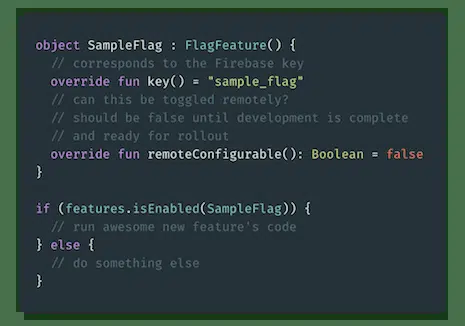 object SampleFlag : FlagFeature() {
// corresponds to the Firebase key
override fun key() = "sample_flag"
// can this be toggled remotely?
// should be false until development is complete
// and ready for rollout
override fun remoteConfigurable(): Boolean = false
}
if (features.isEnabled(SampleFlag)) {
// run awesome new feature's code
} else {
// do something else
}